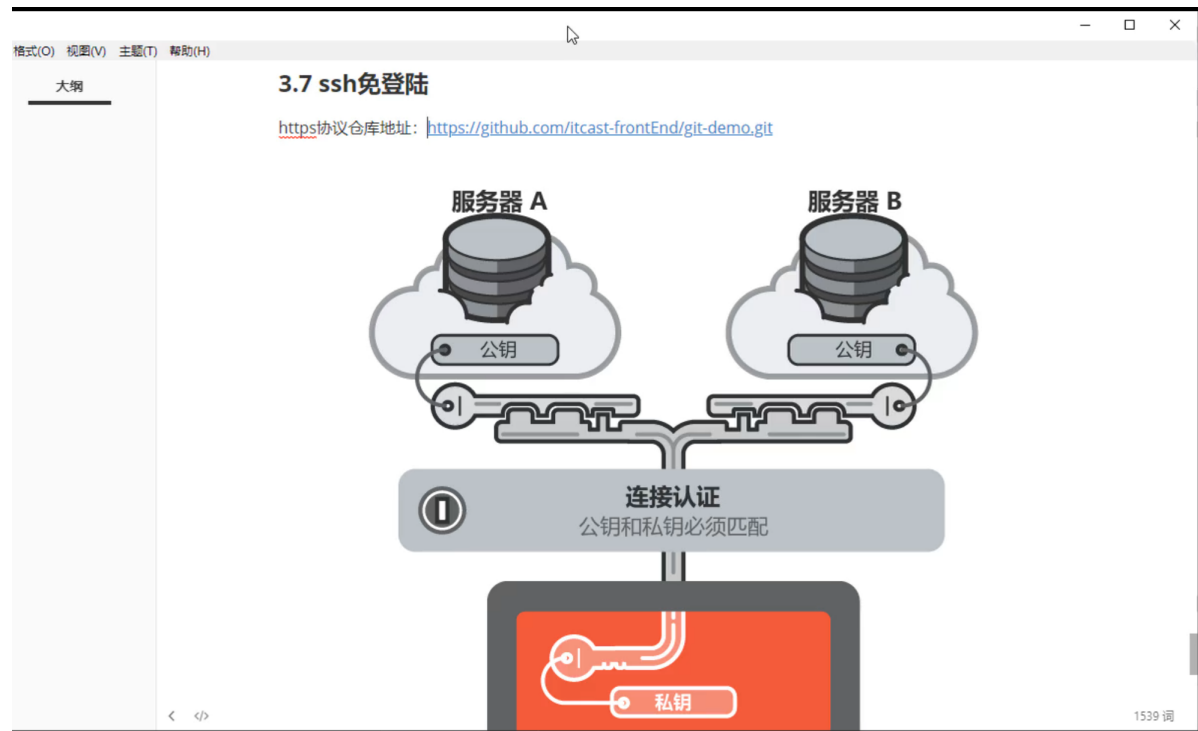 格式(O) 视图(V) 主题(T) 帮助(H)
大纲
3.7 ssh免登陆
https协议仓库地址：https://github.com/itcast-frontEnd/git-demo.git
服务器 A
服务器 B
公钥
公钥
连接认证
公钥和私钥必须匹配
私钥
1539 词